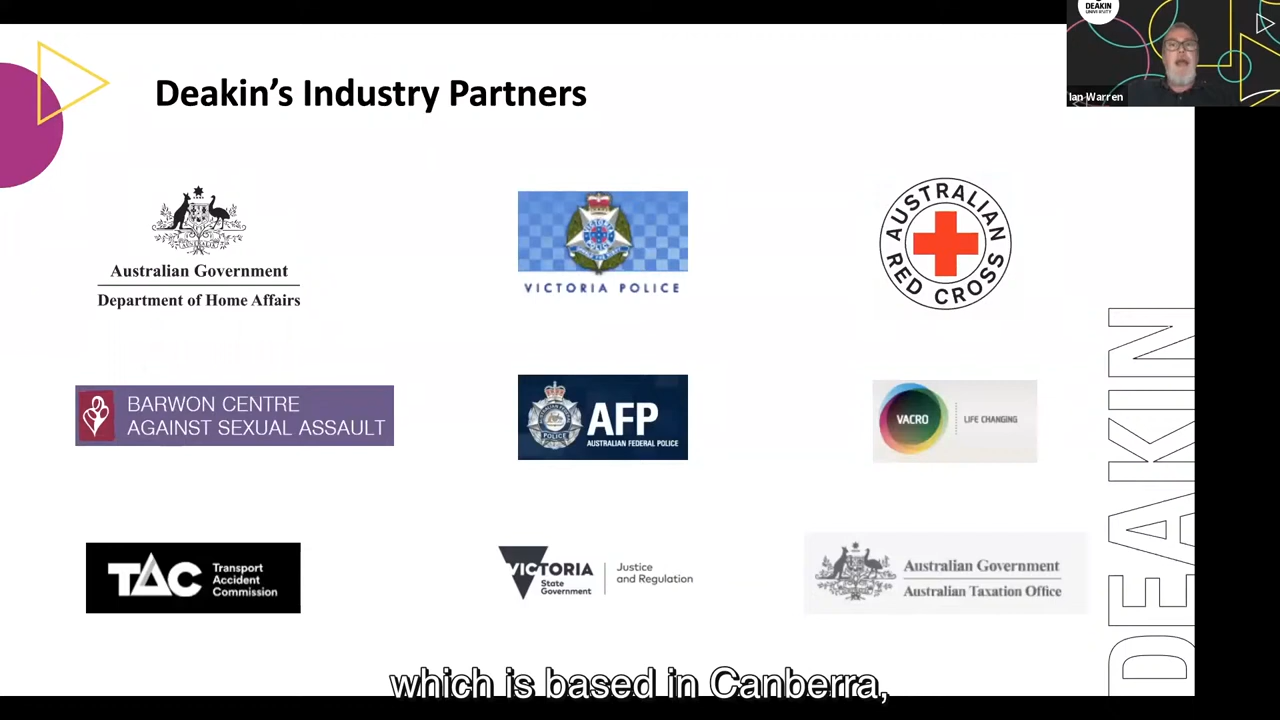 DEAKIN
UNIVERSITY
Ian Warren
Deakin's Industry Partners
Australian Government
Department of Home Affairs
VICTORIA POLICE
AUSTRALIAN
RED CROSS
BARWON CENTRE
AGAINST SEXUAL ASSAULT
AFP
AUSTRALIAN FEDERAL POLICE
VACRO
LIFE CHANGING
TAC
Transport
Accident
Commission
VICTORIA
State
Government
Justice
and Regulation
Australian Government
Australian Taxation Office
DEAKIN
which is based in Canberra,